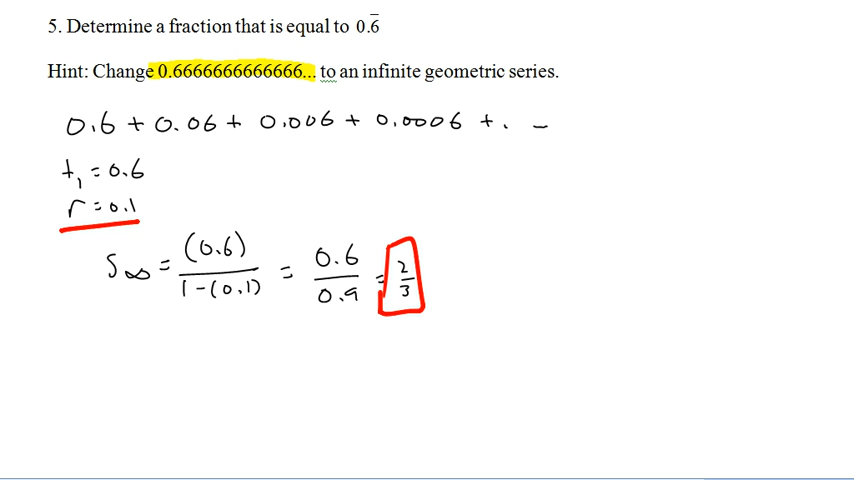 5. Determine a fraction that is equal to 0.6̅
Hint: Change 0.6666666666666... to an infinite geometric series.
0.6 + 0.06 + 0.006 + 0.0006 + . –
t₁ = 0.6
r = 0.1
S∞ = (0.6) / 1-(0.1) = 0.6 / 0.9 = 2/3